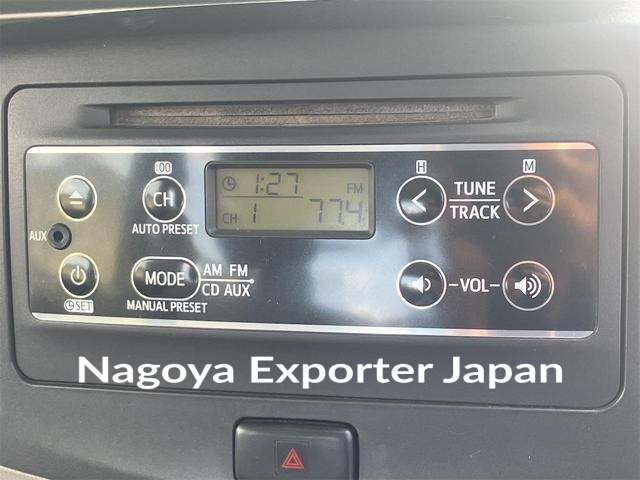 :00
H
M
1:27
FM
CH 1 77.4
CH
AUTO PRESET
TUNE
TRACK
AUX
MODE
AM FM
CD AUX
MANUAL PRESET
SET
-VOL-
Nagoya Exporter Japan